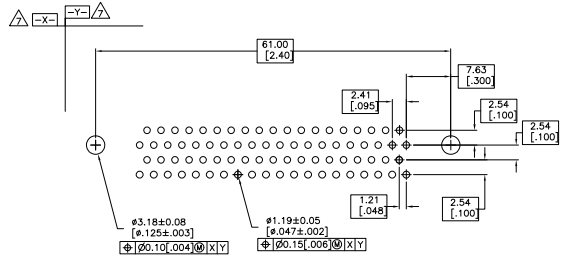 7 -X- -Y- 7
61.00
[2.40]
7.63
[.300]
2.41
[.095]
2.54
[.100]
2.54
[.100]
1.21
[.048]
2.54
[.100]
ø3.18±0.08
[ø.125±.003]
⌖ Ø0.10[.004]Ⓜ X Y
ø1.19±0.05
[ø.047±.002]
⌖ Ø0.15[.006]Ⓜ X Y